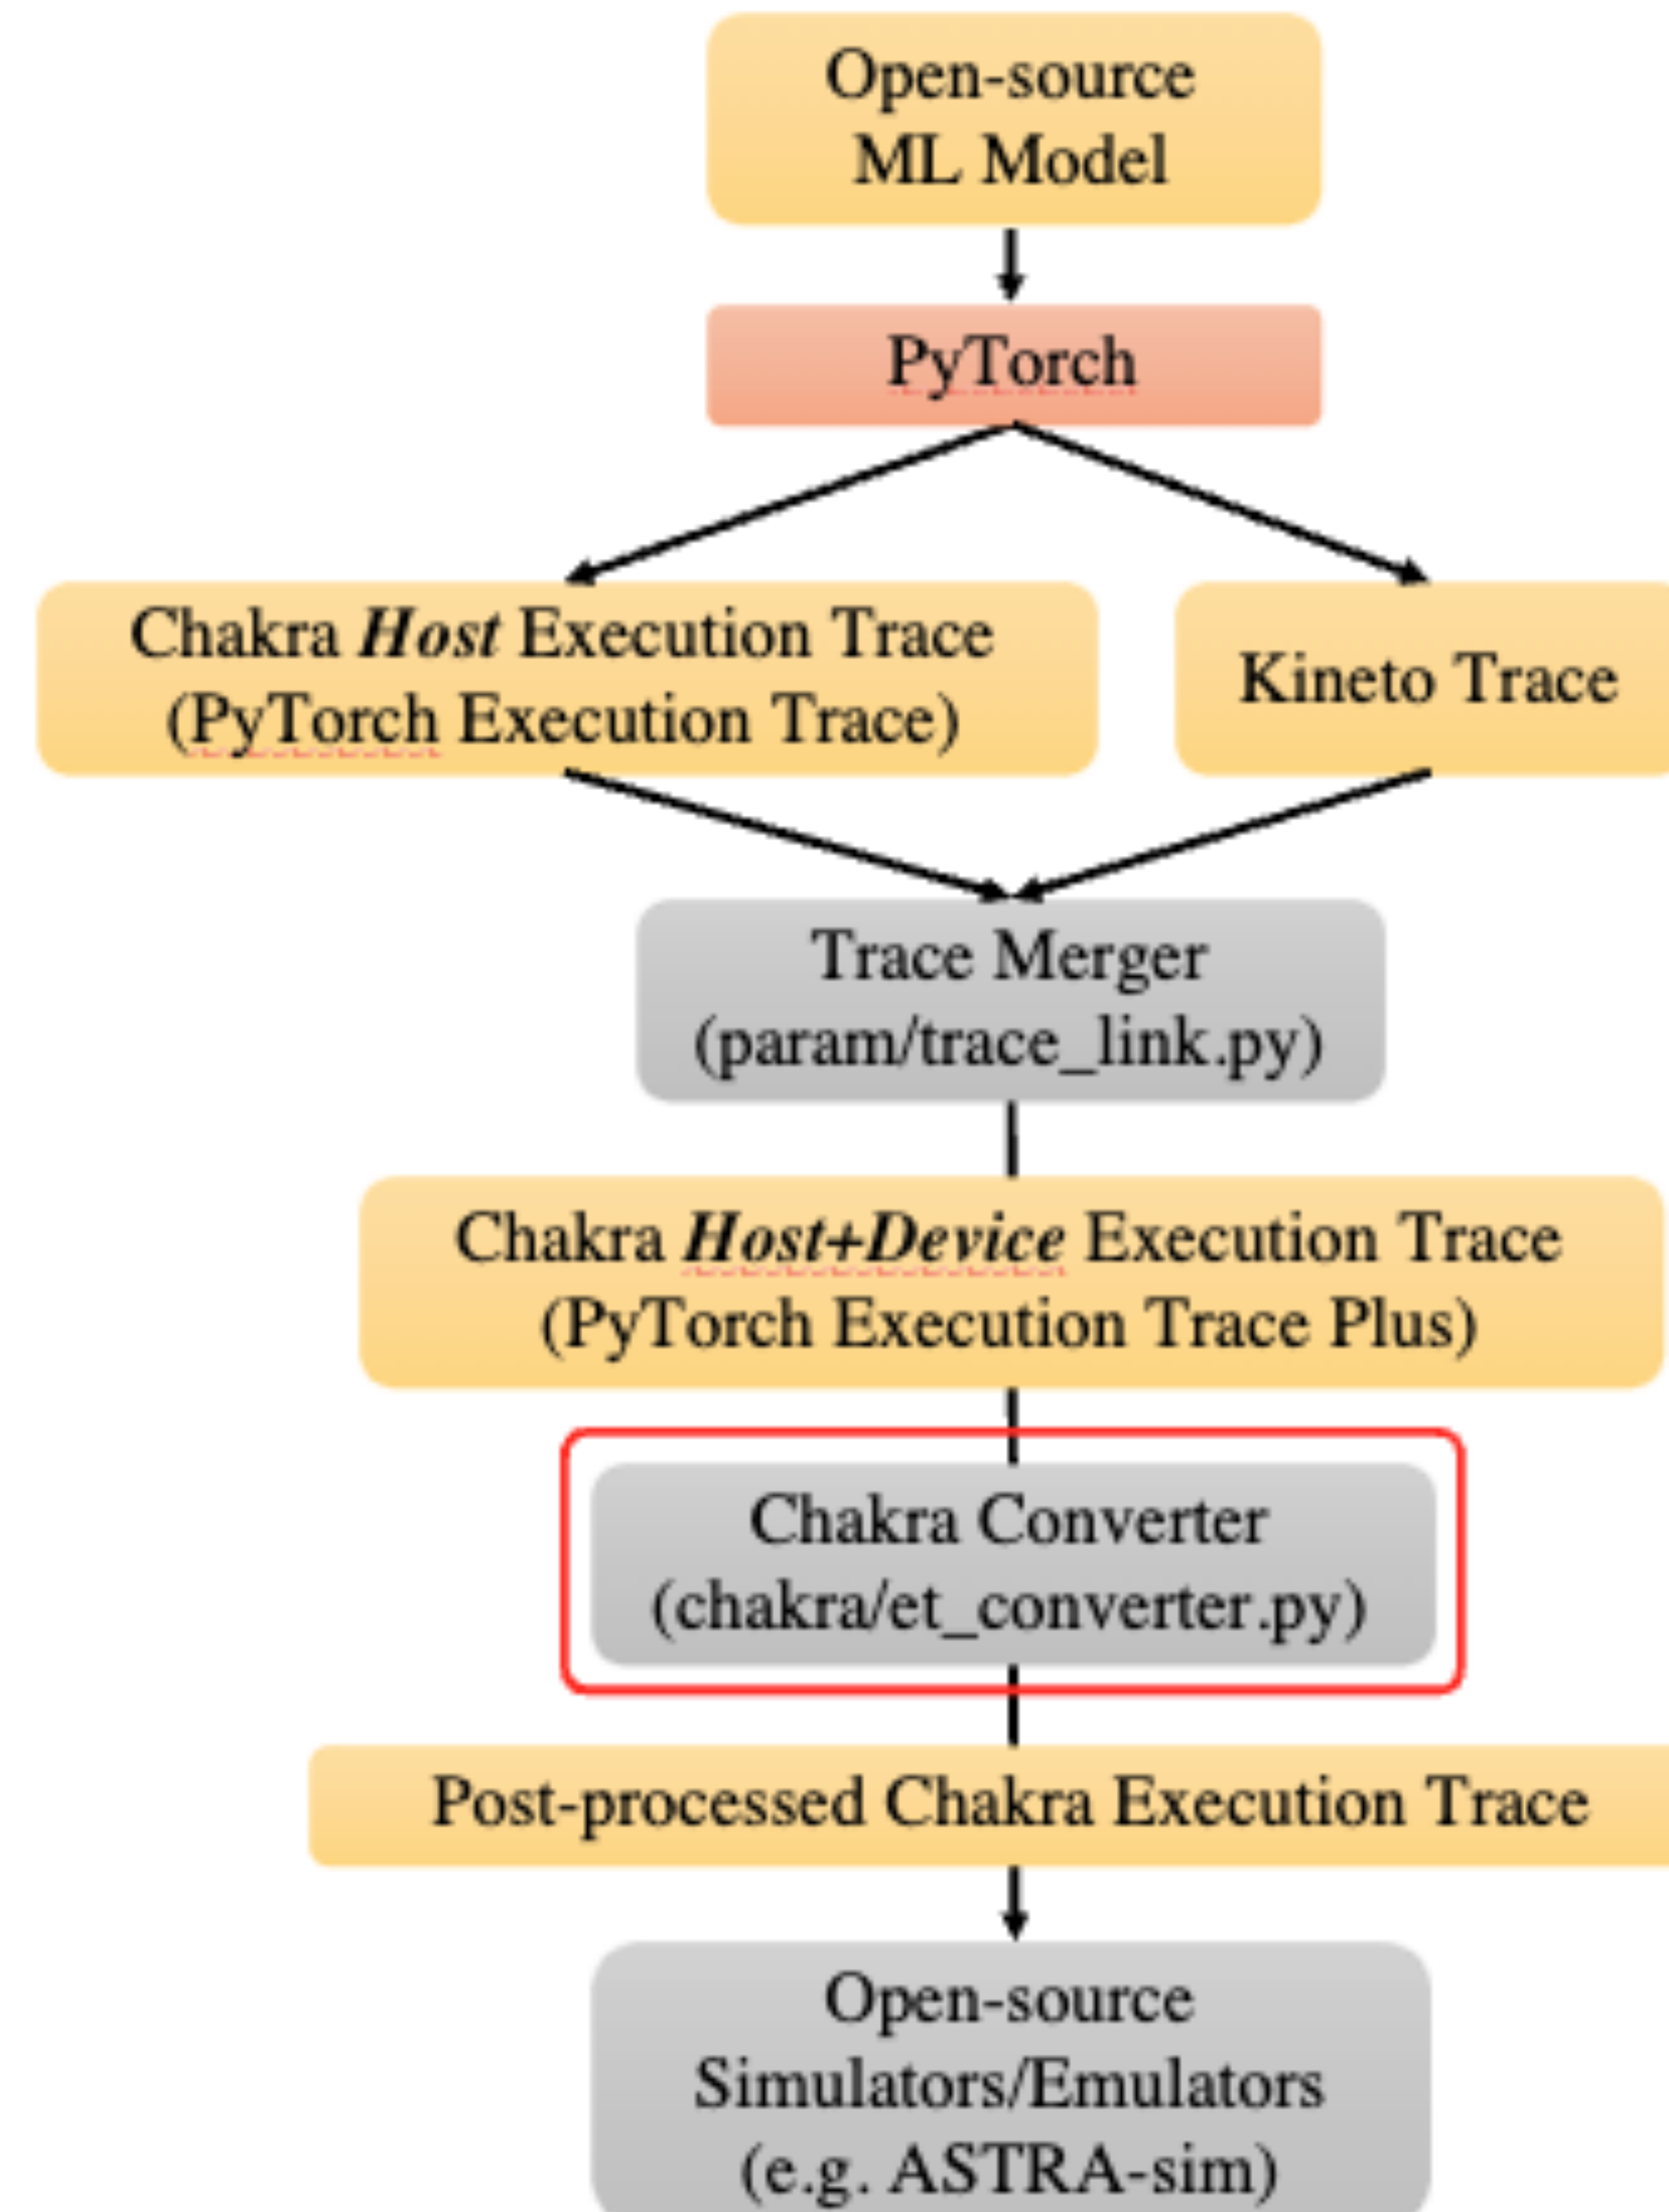 Open-source
ML Model
PyTorch
Chakra Host Execution Trace
(PyTorch Execution Trace)
Kineto Trace
Trace Merger
(param/trace_link.py)
Chakra Host+Device Execution Trace
(PyTorch Execution Trace Plus)
Chakra Converter
(chakra/et_converter.py)
Post-processed Chakra Execution Trace
Open-source
Simulators/Emulators
(e.g. ASTRA-sim)